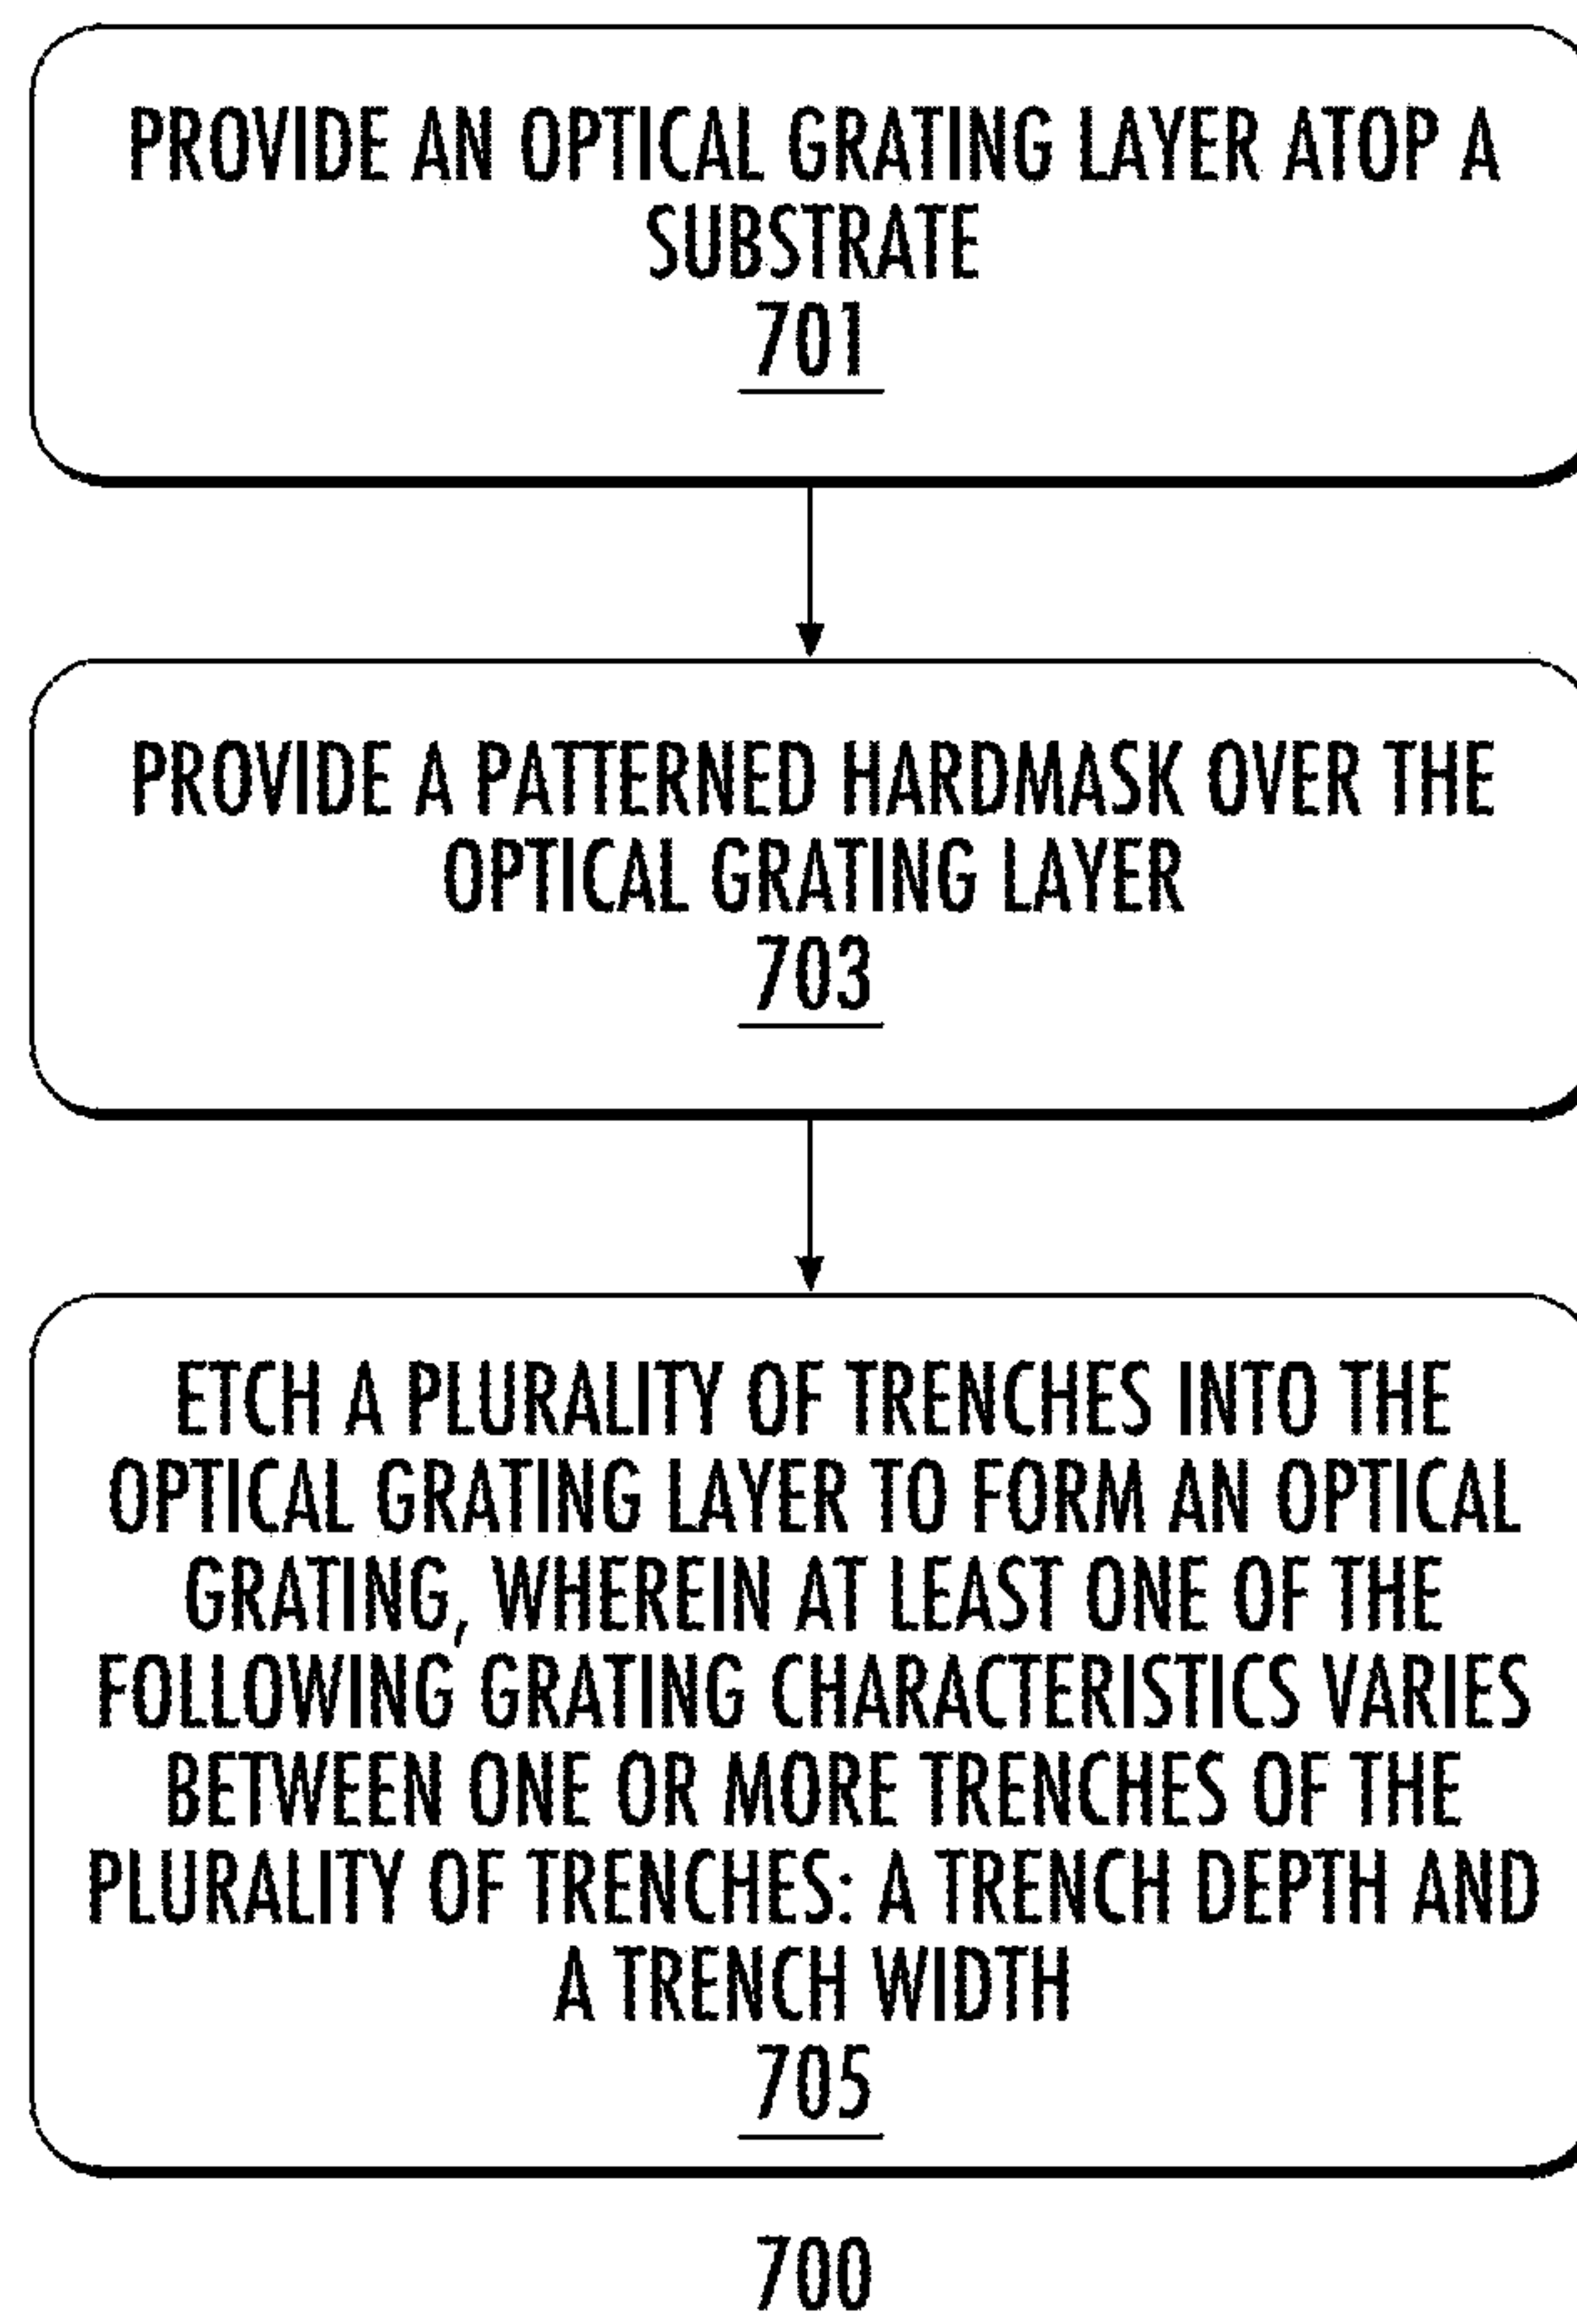 PROVIDE AN OPTICAL GRATING LAYER ATOP A
SUBSTRATE
701
PROVIDE A PATTERNED HARDMASK OVER THE
OPTICAL GRATING LAYER
703
ETCH A PLURALITY OF TRENCHES INTO THE
OPTICAL GRATING LAYER TO FORM AN OPTICAL
GRATING, WHEREIN AT LEAST ONE OF THE
FOLLOWING GRATING CHARACTERISTICS VARIES
BETWEEN ONE OR MORE TRENCHES OF THE
PLURALITY OF TRENCHES: A TRENCH DEPTH AND
A TRENCH WIDTH
705
700